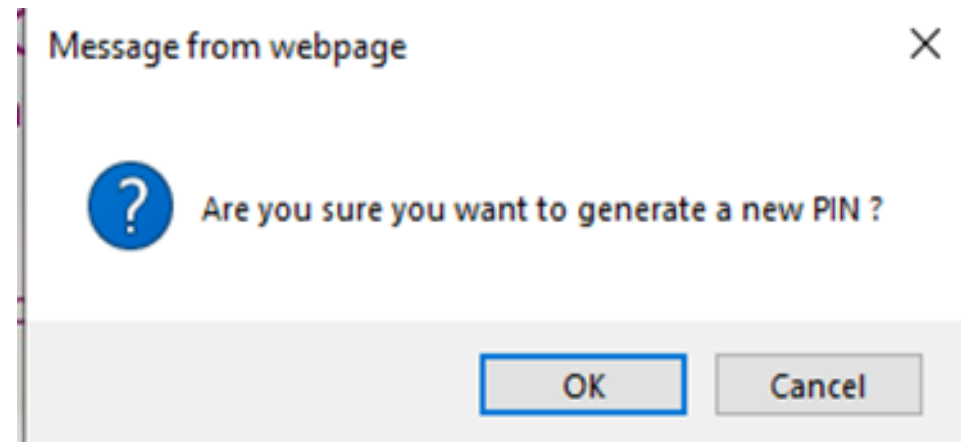 Message from webpage
Are you sure you want to generate a new PIN ?
OK
Cancel